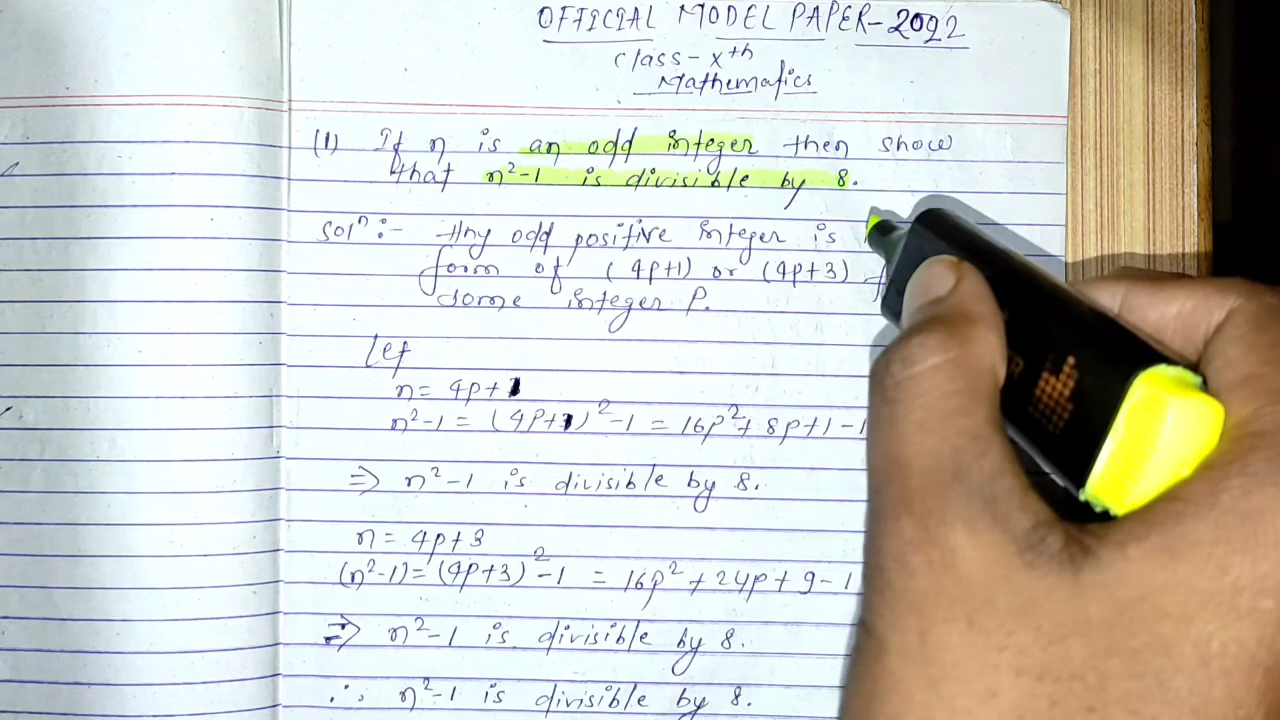 OFFICIAL MODEL PAPER-2022
Class-Xth
Mathematics
(1) If n is an odd integer then show
that n²-1 is divisible by 8.
Solⁿ:- Any odd positive integer is
form of (4p+1) or (4p+3)
some integer P.
Let
n = 4p+1
n²-1 = (4p+1)²-1 = 16p²+8p+1-1
⇒ n²-1 is divisible by 8.
n = 4p+3
(n²-1)=(4p+3)²-1 = 16p²+24p+9-1
⇒ n²-1 is divisible by 8.
∴ n²-1 is divisible by 8.